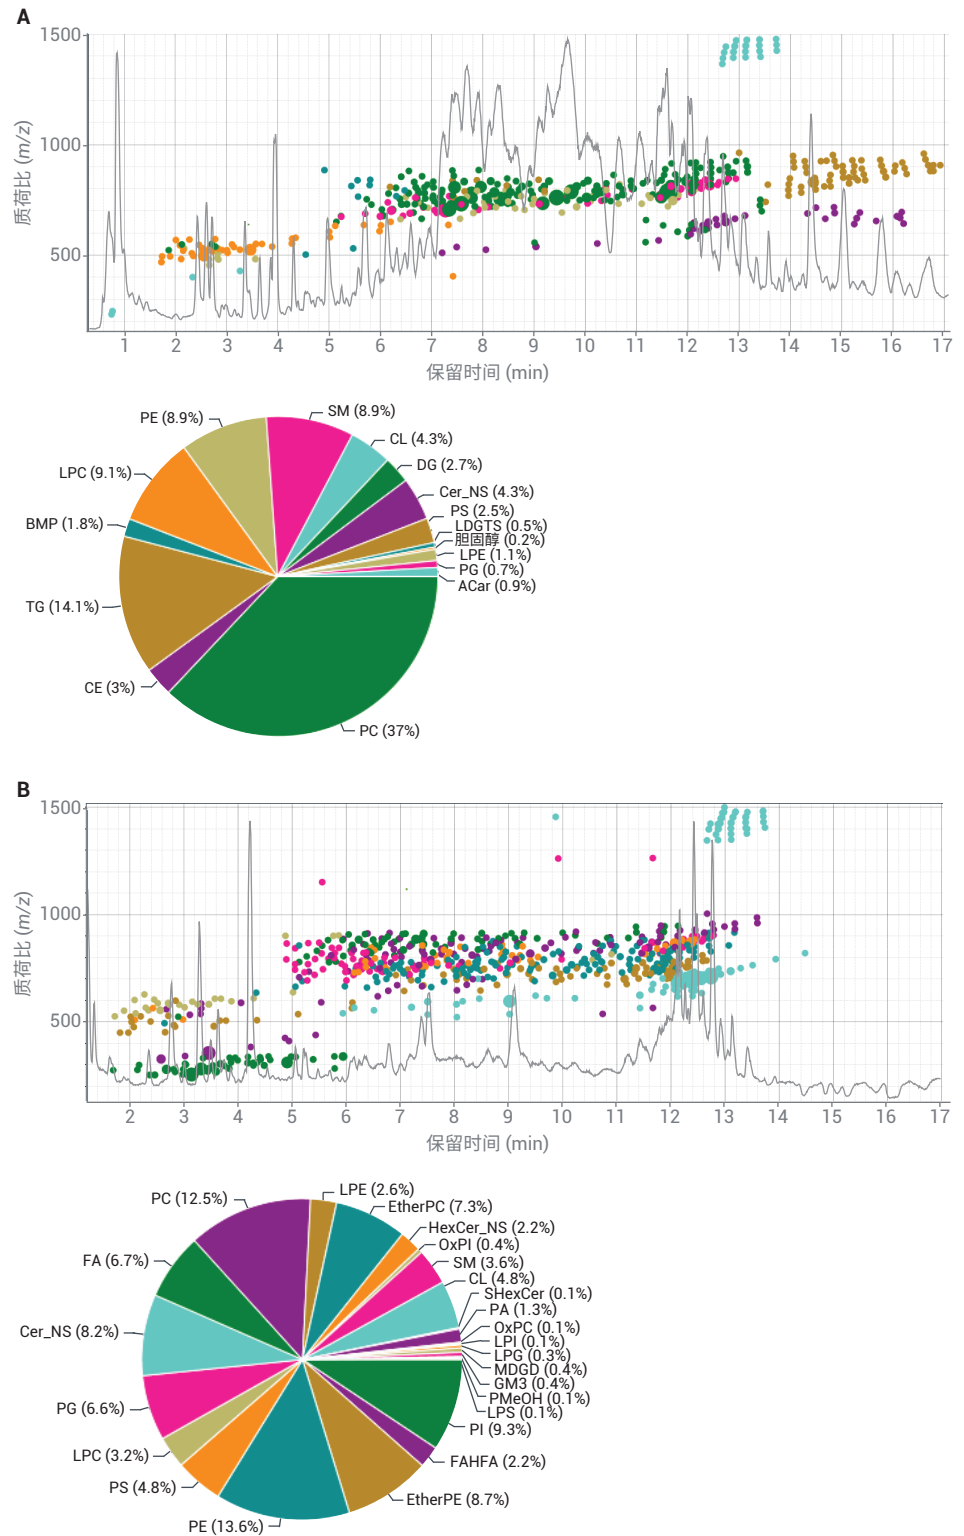 A
1500
1000
500
质荷比 (m/z)
1 2 3 4 5 6 7 8 9 10 11 12 13 14 15 16 17
保留时间 (min)
SM (8.9%)
PE (8.9%)
CL (4.3%)
DG (2.7%)
LPC (9.1%)
Cer_NS (4.3%)
PS (2.5%)
BMP (1.8%)
LDGTS (0.5%)
胆固醇 (0.2%)
LPE (1.1%)
PG (0.7%)
ACar (0.9%)
TG (14.1%)
CE (3%)
PC (37%)
B
1500
1000
500
质荷比 (m/z)
2 3 4 5 6 7 8 9 10 11 12 13 14 15 16 17
保留时间 (min)
LPE (2.6%)
PC (12.5%)
EtherPC (7.3%)
HexCer_NS (2.2%)
OxPI (0.4%)
FA (6.7%)
SM (3.6%)
CL (4.8%)
SHexCer (0.1%)
PA (1.3%)
OxPC (0.1%)
Cer_NS (8.2%)
LPI (0.1%)
LPG (0.3%)
MDGD (0.4%)
GM3 (0.4%)
PMeOH (0.1%)
PG (6.6%)
LPS (0.1%)
PI (9.3%)
LPC (3.2%)
FAHFA (2.2%)
PS (4.8%)
EtherPE (8.7%)
PE (13.6%)